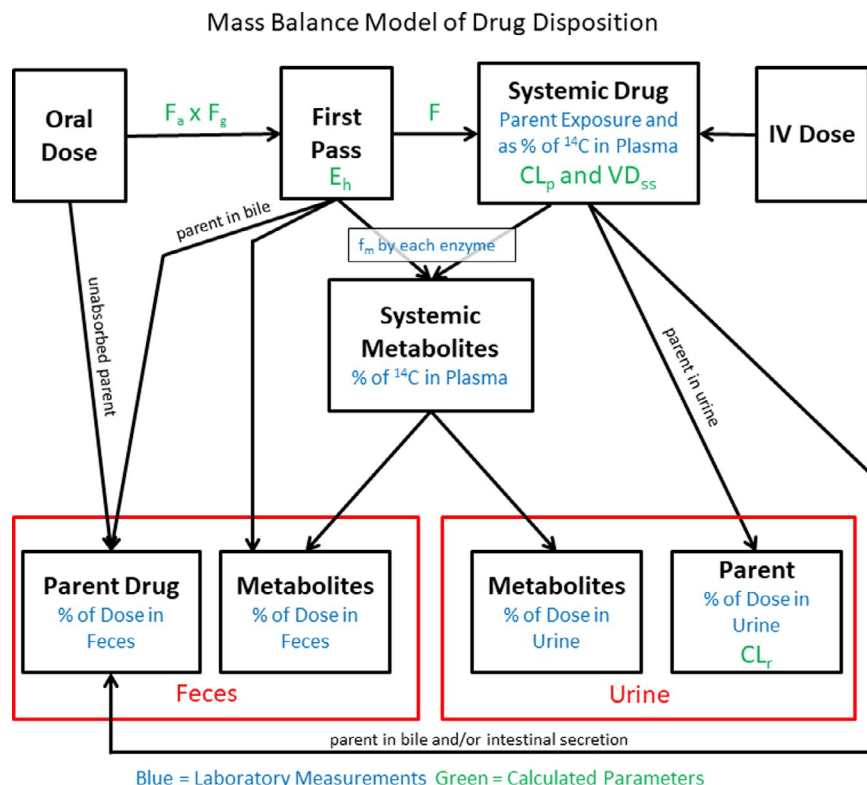 Mass Balance Model of Drug Disposition
Oral
Dose
Fₐ x F_g
First
Pass
Eₕ
F
Systemic Drug
Parent Exposure and
as % of ¹⁴C in Plasma
CLₚ and VDₛₛ
IV Dose
parent in bile
unabsorbed parent
fₘ by each enzyme
Systemic
Metabolites
% of ¹⁴C in Plasma
parent in urine
Parent Drug
% of Dose in
Feces
Metabolites
% of Dose in
Feces
Feces
Metabolites
% of Dose in
Urine
Parent
% of Dose in
Urine
CLᵣ
Urine
parent in bile and/or intestinal secretion
Blue = Laboratory Measurements Green = Calculated Parameters